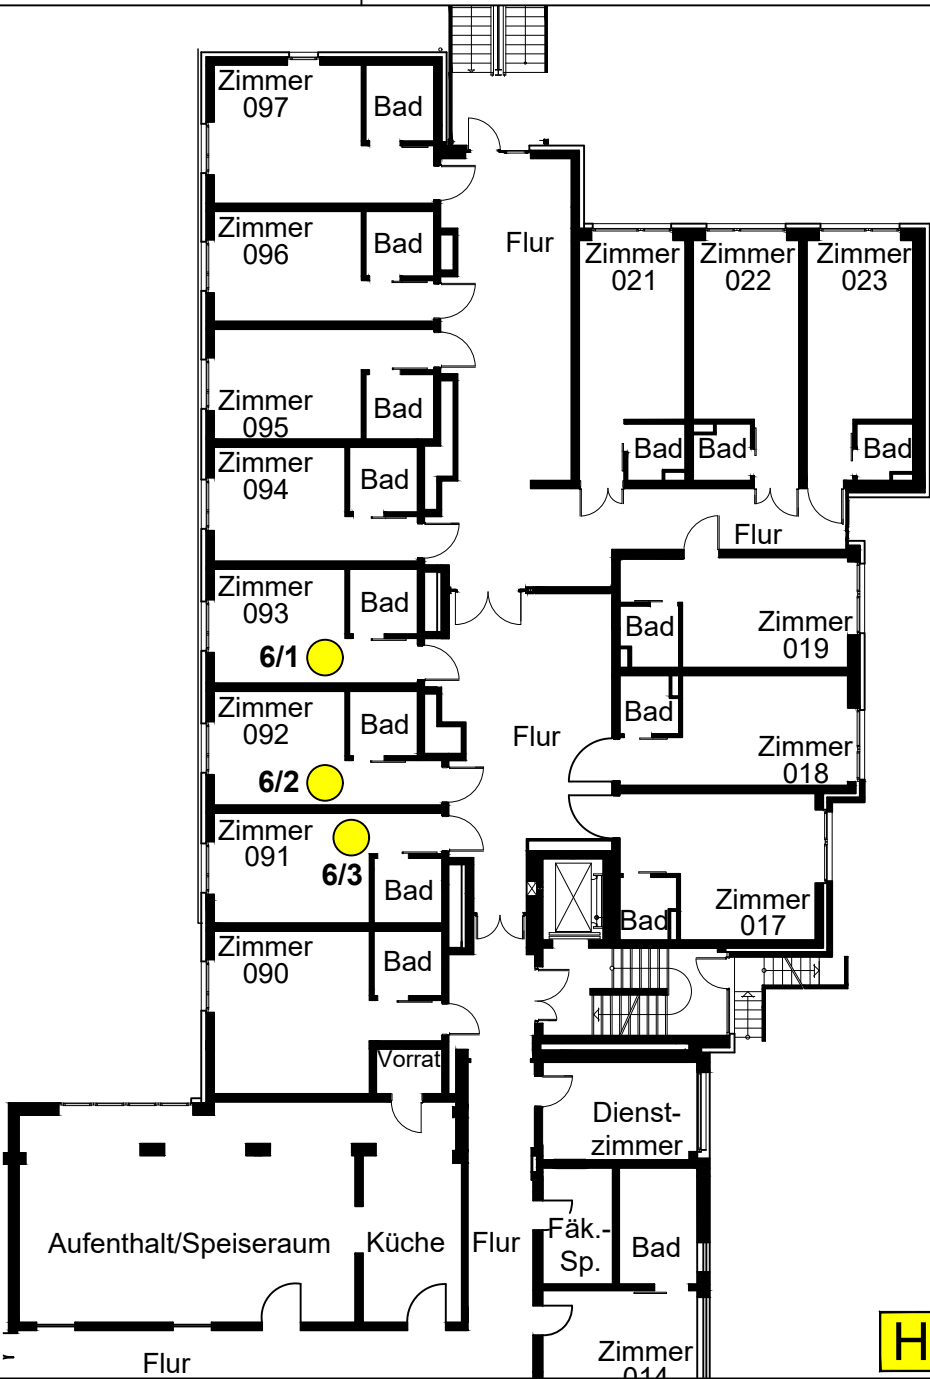 Zimmer
097
Bad
Zimmer
096
Bad
Flur
Zimmer
021
Zimmer
022
Zimmer
023
Zimmer
095
Bad
Bad
Bad
Bad
Zimmer
094
Bad
Flur
Zimmer
093
Bad
6/1
Bad
Zimmer
019
Zimmer
092
Bad
6/2
Flur
Bad
Zimmer
018
Zimmer
091
6/3
Bad
Bad
Zimmer
017
Zimmer
090
Bad
Vorrat
Dienst-
zimmer
Aufenthalt/Speiseraum
Küche
Flur
Fäk.-
Sp.
Bad
Zimmer
014
Flur
H